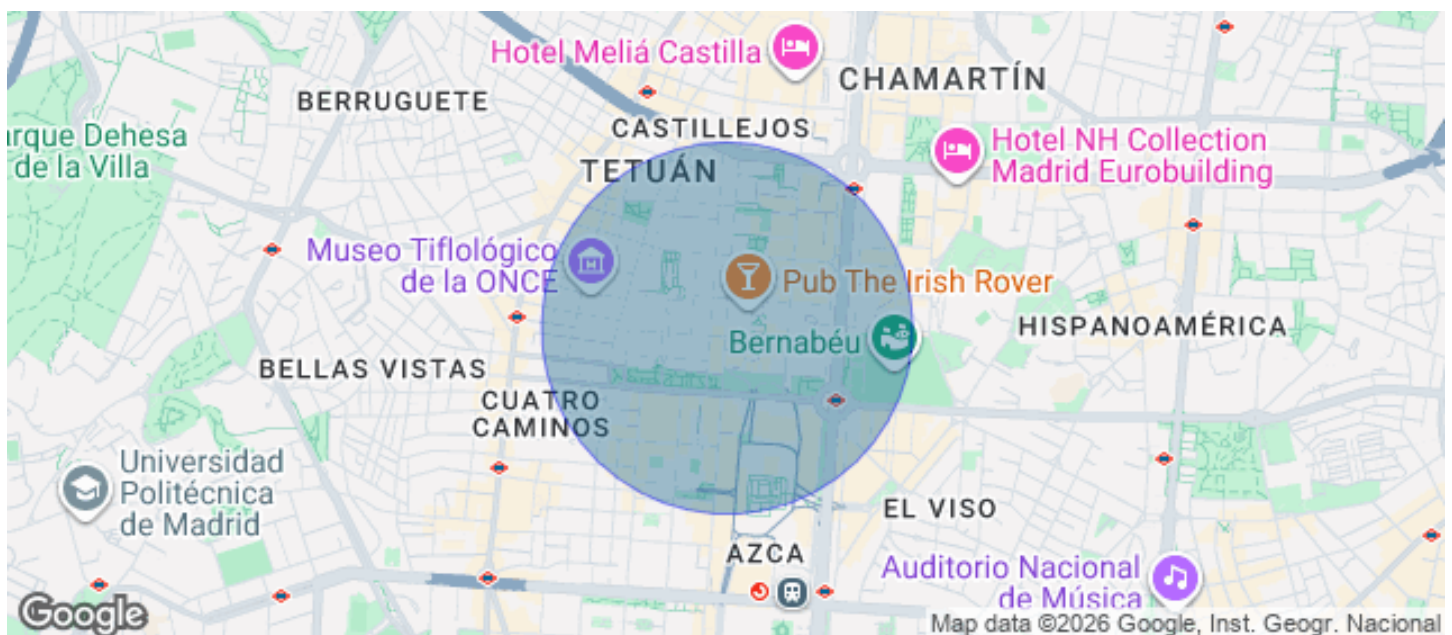 Hotel Meliá Castilla
CHAMARTÍN
BERRUGUETE
CASTILLEJOS
arque Dehesa
de la Villa
Hotel NH Collection
Madrid Eurobuilding
TETUÁN
Museo Tiflológico
de la ONCE
Pub The Irish Rover
Bernabéu
HISPANOAMÉRICA
BELLAS VISTAS
CUATRO
CAMINOS
Universidad
Politécnica
de Madrid
EL VISO
AZCA
Auditorio Nacional
de Música
Google
Map data ©2026 Google, Inst. Geogr. Nacional